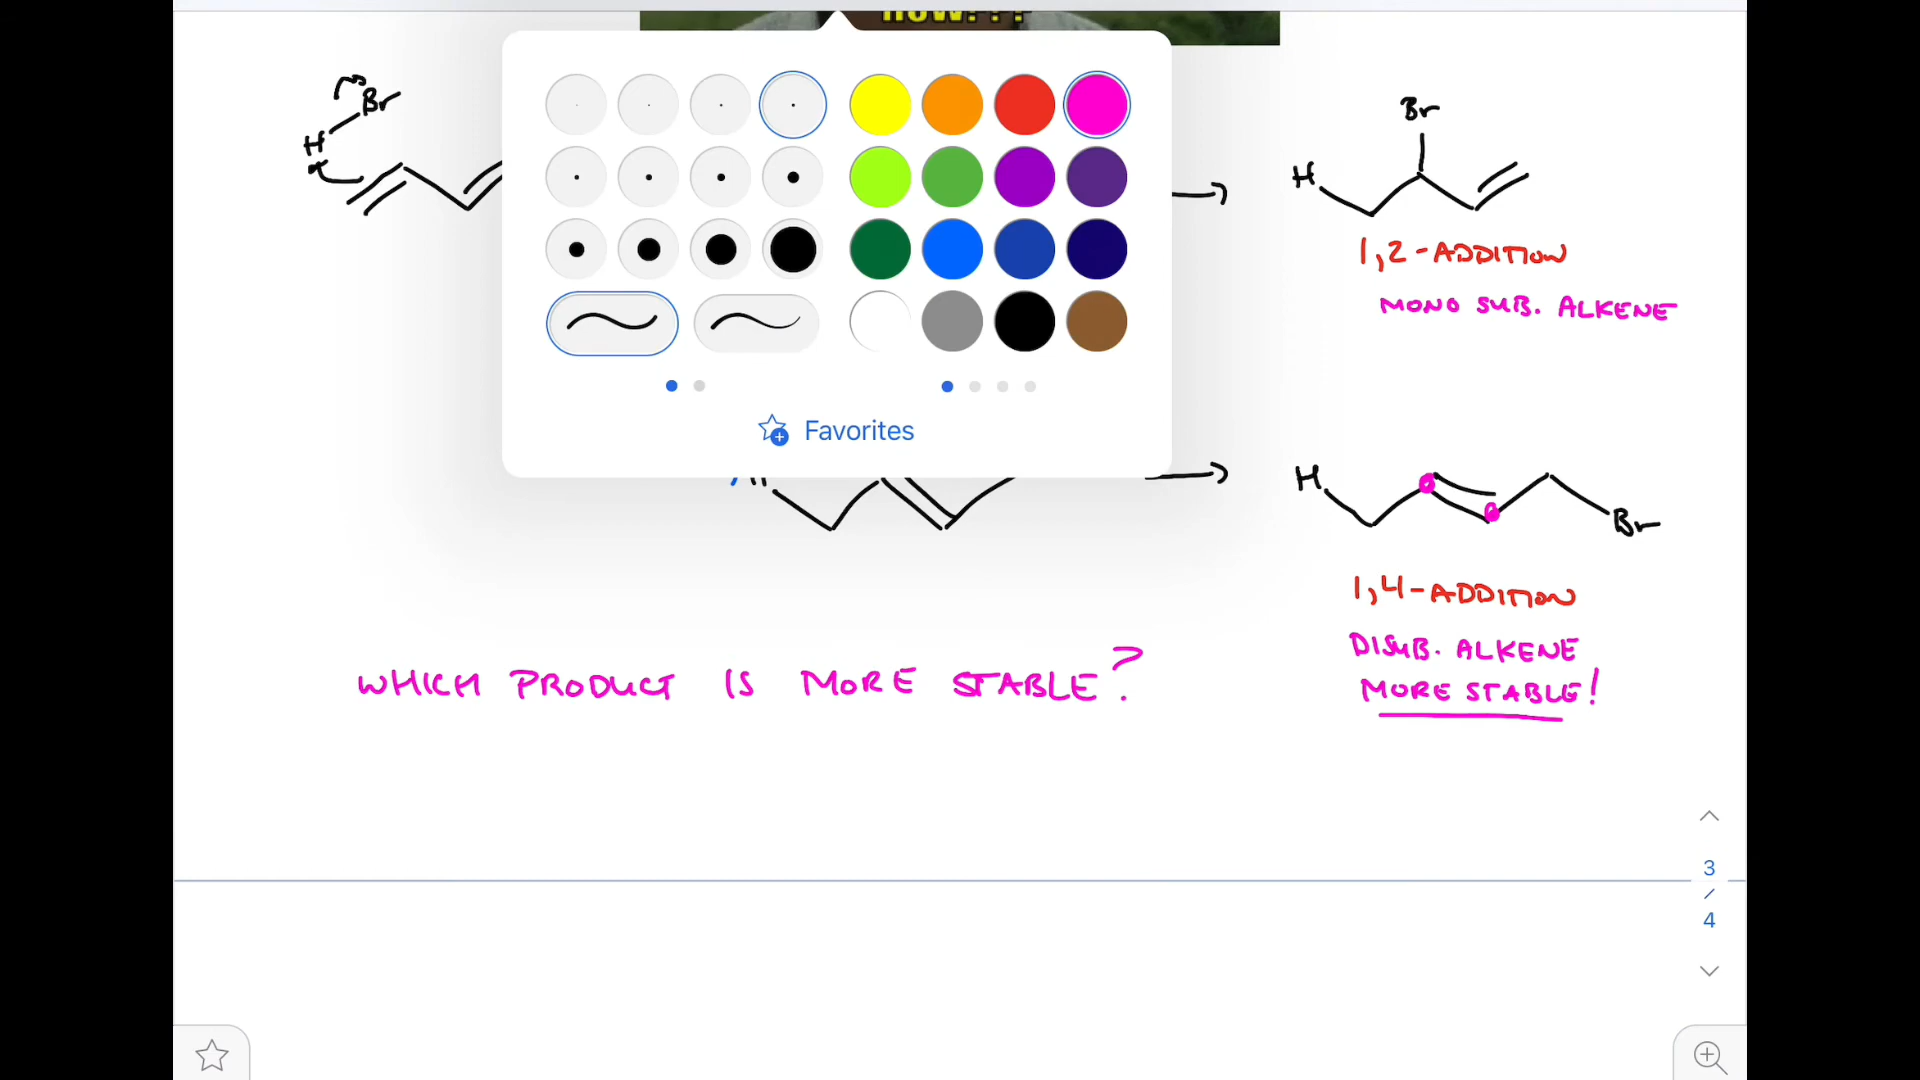 HOW???
Br
H
Br
H
1,2-ADDITION
MONO SUB. ALKENE
Favorites
H
H
Br
1,4-ADDITION
DISUB. ALKENE
MORE STABLE!
WHICH PRODUCT IS MORE STABLE?
3
/
4